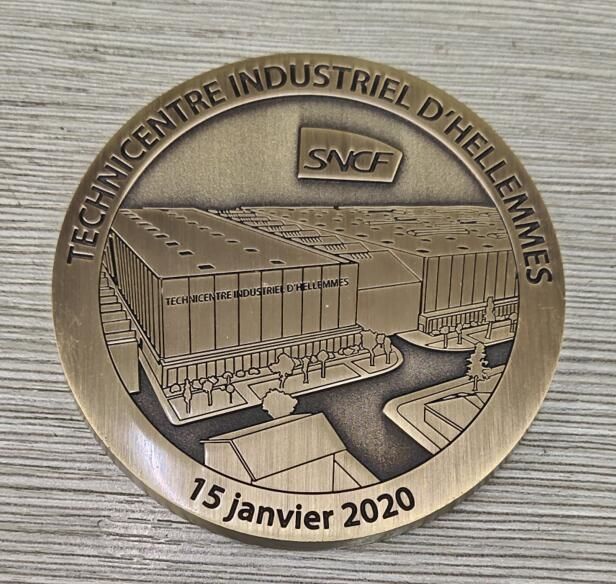 TECHNICENTRE INDUSTRIEL D'HELLEMMES
SNCF
TECHNICENTRE INDUSTRIEL D'HELLEMMES
15 janvier 2020